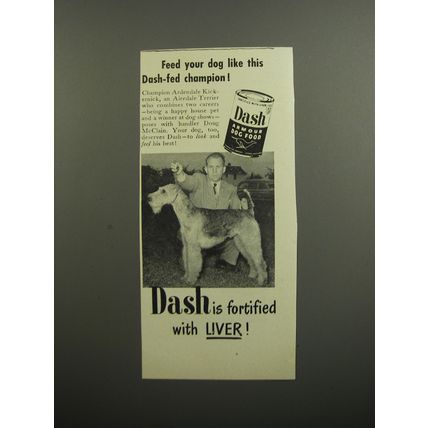 Feed your dog like this
Dash-fed champion!
Champion Ardendale Kick-
ernick, an Airedale Terrier
who combines two careers
—being a happy house pet
and a winner at dog shows—
poses with handler Doug
McClain. Your dog, too,
deserves Dash—to look and
feel his best!
Dash
ARMOUR
DOG FOOD
Dash is fortified
with LIVER!